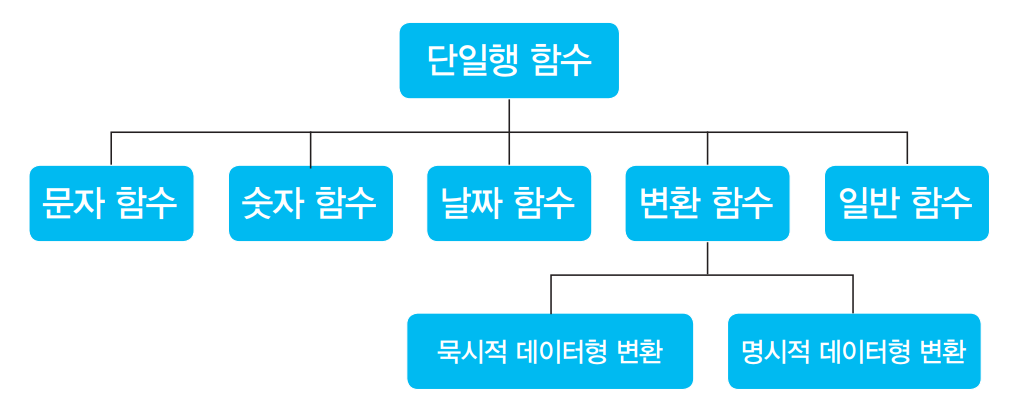 단일행 함수
문자 함수
숫자 함수
날짜 함수
변환 함수
일반 함수
묵시적 데이터형 변환
명시적 데이터형 변환